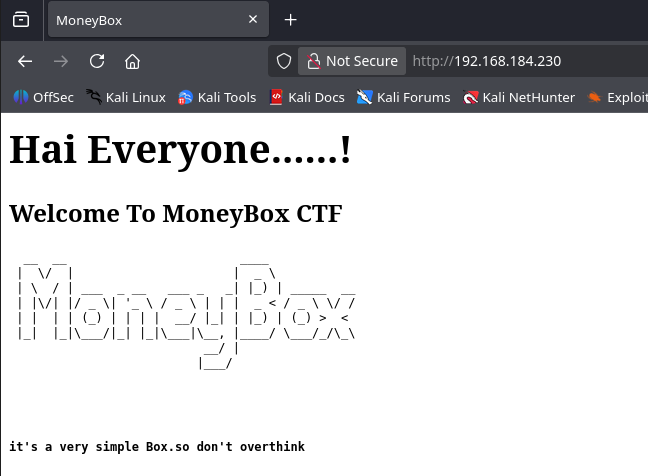 MoneyBox
Not Secure http://192.168.184.230
OffSec Kali Linux Kali Tools Kali Docs Kali Forums Kali NetHunter Exploit
Hai Everyone......!
Welcome To MoneyBox CTF
MoneyBox
it's a very simple Box.so don't overthink